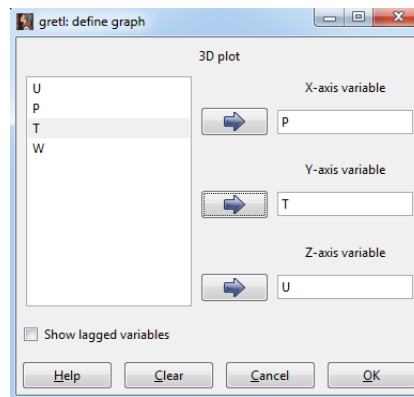 gretl: define graph
3D plot
U
P
T
W
X-axis variable
P
Y-axis variable
T
Z-axis variable
U
Show lagged variables
Help Clear Cancel OK